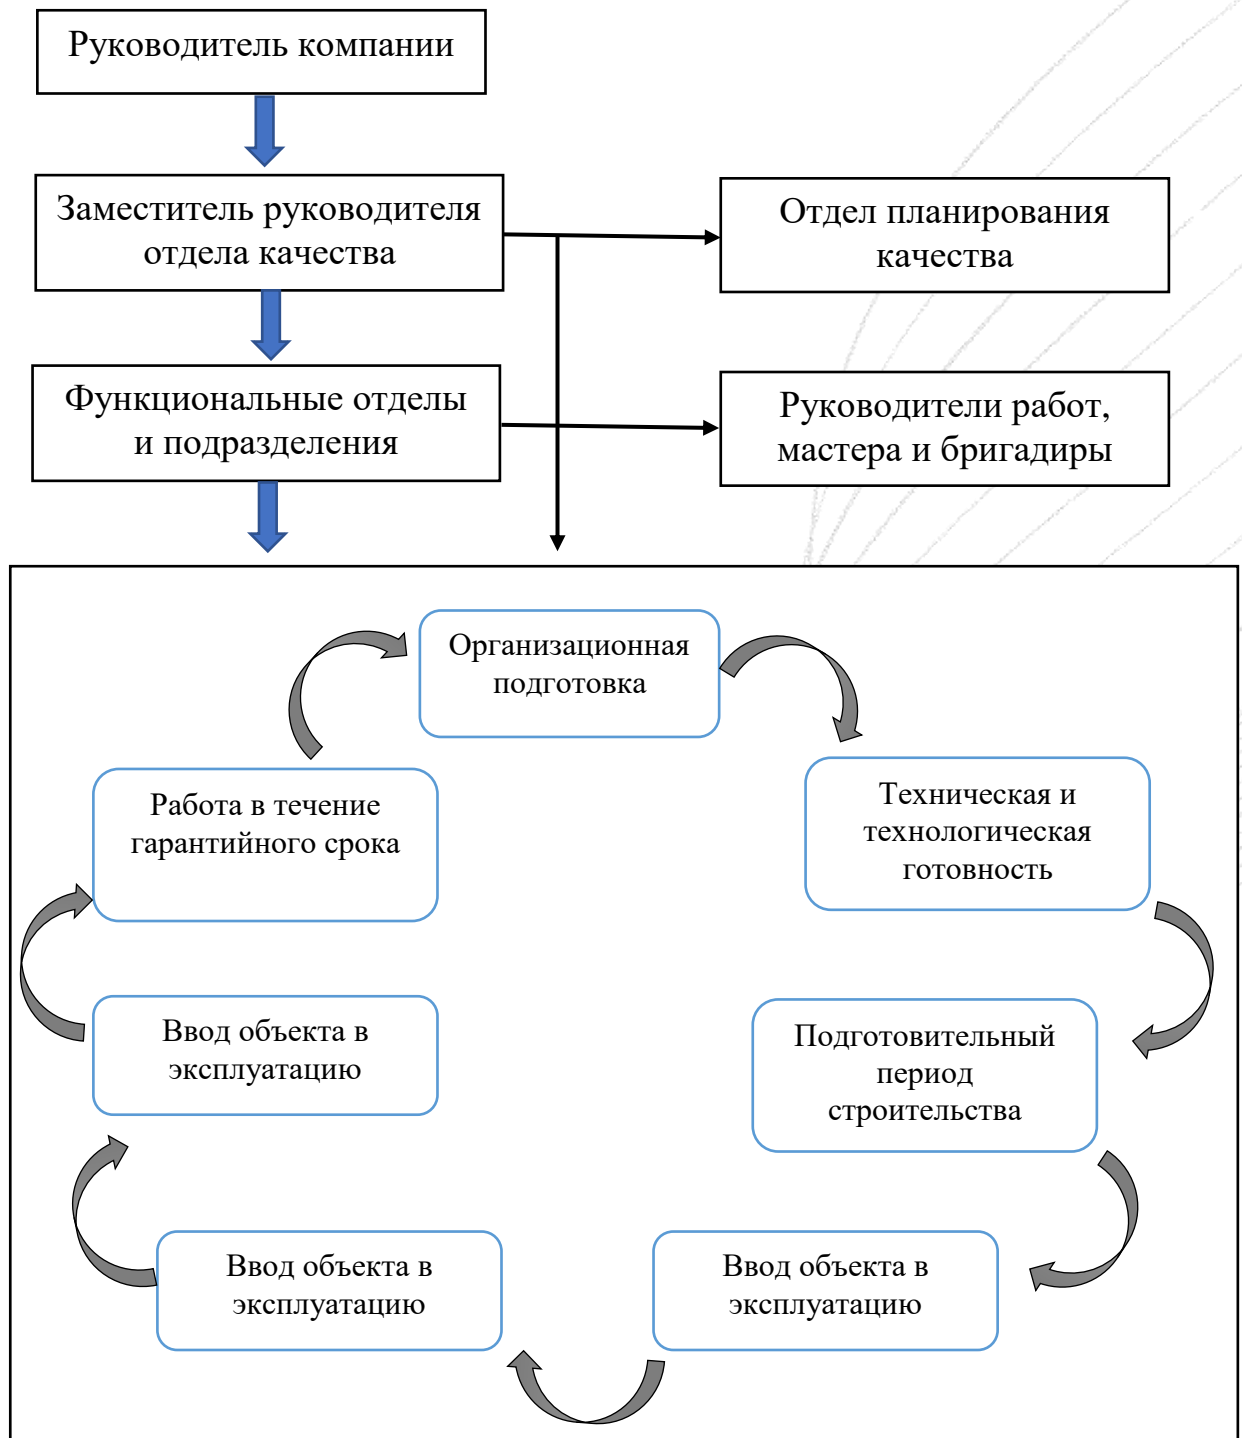 Руководитель компании
Заместитель руководителя
отдела качества
Отдел планирования
качества
Функциональные отделы
и подразделения
Руководители работ,
мастера и бригадиры
Организационная
подготовка
Техническая и
технологическая
готовность
Подготовительный
период
строительства
Ввод объекта в
эксплуатацию
Ввод объекта в
эксплуатацию
Ввод объекта в
эксплуатацию
Работа в течение
гарантийного срока